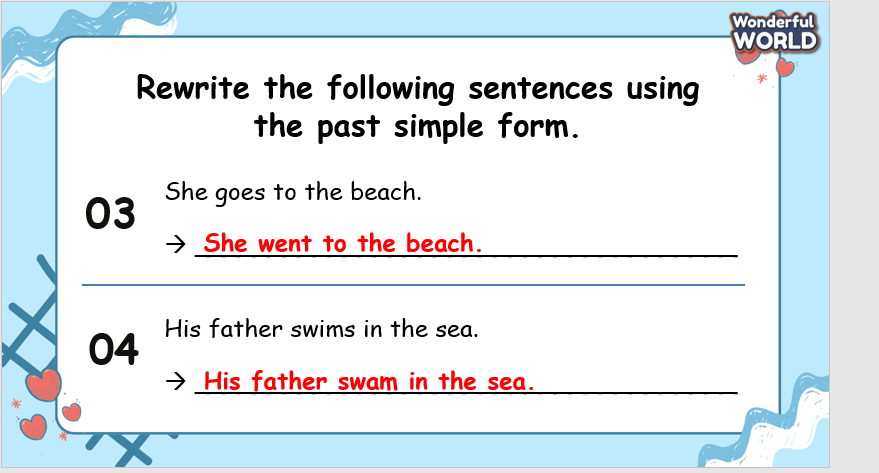 Wonderful
WORLD
Rewrite the following sentences using
the past simple form.
03
She goes to the beach.
→ She went to the beach.
04
His father swims in the sea.
→ His father swam in the sea.